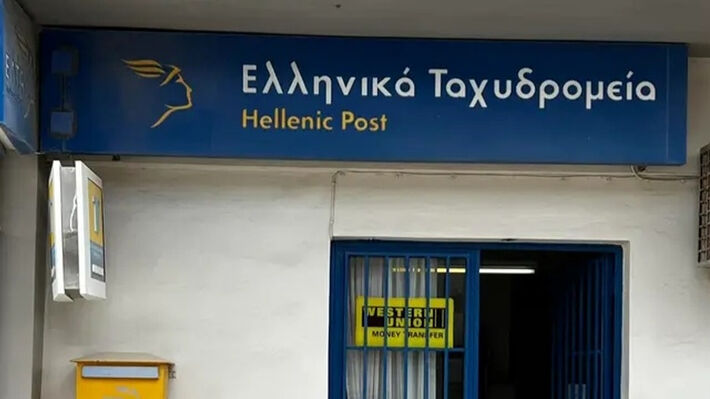 Ελληνικά Ταχυδρομεία
Hellenic Post
WESTERN
UNION
MONEY TRANSFER